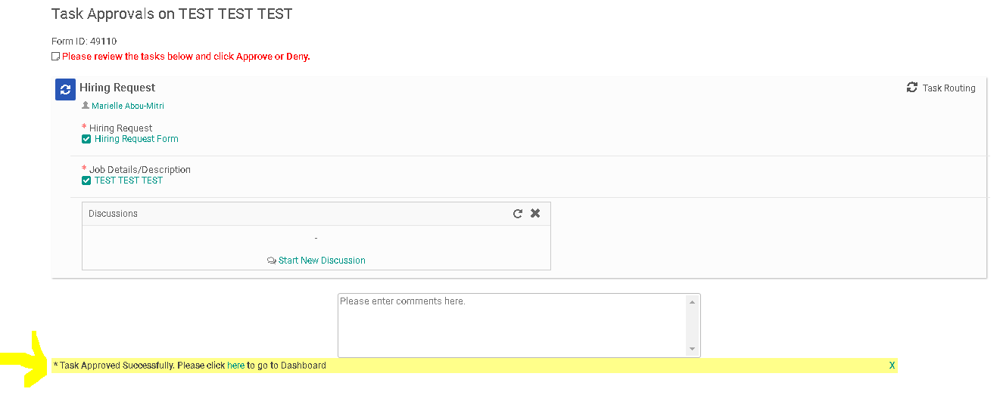 Task Approvals on TEST TEST TEST
Form ID: 49110
Please review the tasks below and click Approve or Deny.
Hiring Request
Task Routing
Marielle Abou-Mitri
* Hiring Request
Hiring Request Form
* Job Details/Description
TEST TEST TEST
Discussions
-
Start New Discussion
Please enter comments here.
* Task Approved Successfully. Please click here to go to Dashboard X